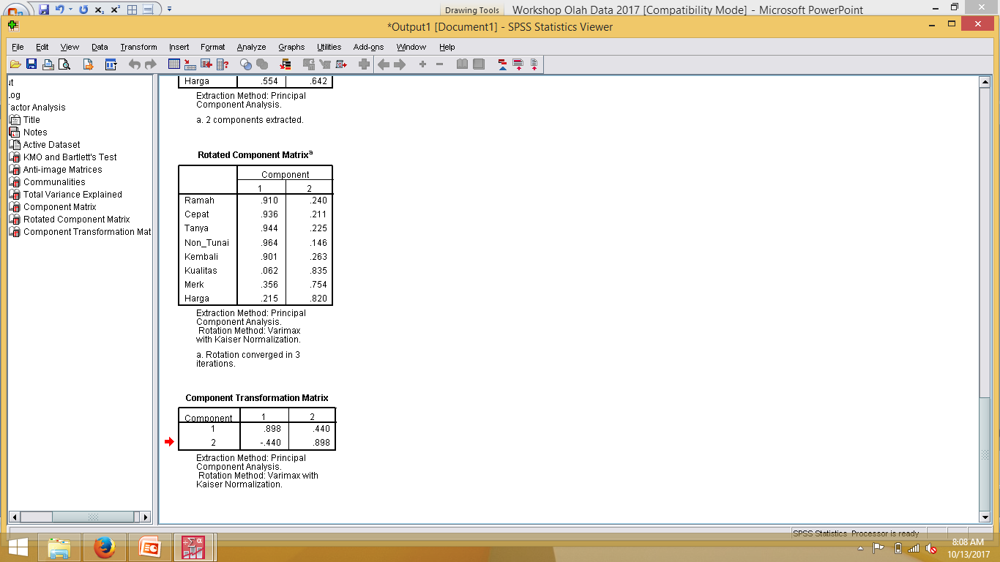 Drawing Tools
Workshop Olah Data 2017 [Compatibility Mode] - Microsoft PowerPoint
*Output1 [Document1] - SPSS Statistics Viewer
File Edit View Data Transform Insert Format Analyze Graphs Utilities Add-ons Window Help
ut
Log
Factor Analysis
Title
Notes
Active Dataset
KMO and Bartlett's Test
Anti-image Matrices
Communalities
Total Variance Explained
Component Matrix
Rotated Component Matrix
Component Transformation Mat
Harga .554 .642
Extraction Method: Principal
Component Analysis.
a. 2 components extracted.
Rotated Component Matrixa
Component
1 2
Ramah .910 .240
Cepat .936 .211
Tanya .944 .225
Non_Tunai .964 .146
Kembali .901 .263
Kualitas .062 .835
Merk .356 .754
Harga .215 .820
Extraction Method: Principal
Component Analysis.
Rotation Method: Varimax
with Kaiser Normalization.
a. Rotation converged in 3
iterations.
Component Transformation Matrix
Component 1 2
1 .898 .440
2 -.440 .898
Extraction Method: Principal
Component Analysis.
Rotation Method: Varimax with
Kaiser Normalization.
SPSS Statistics Processor is ready
8:08 AM
10/13/2017